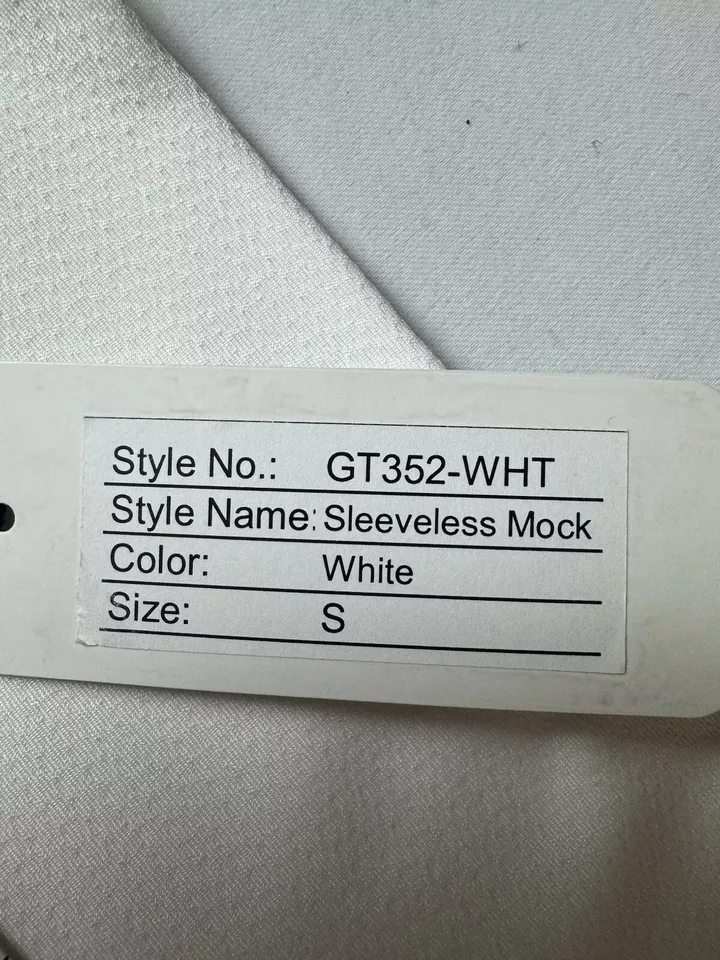 Style No.: GT352-WHT
Style Name: Sleeveless Mock
Color: White
Size: S